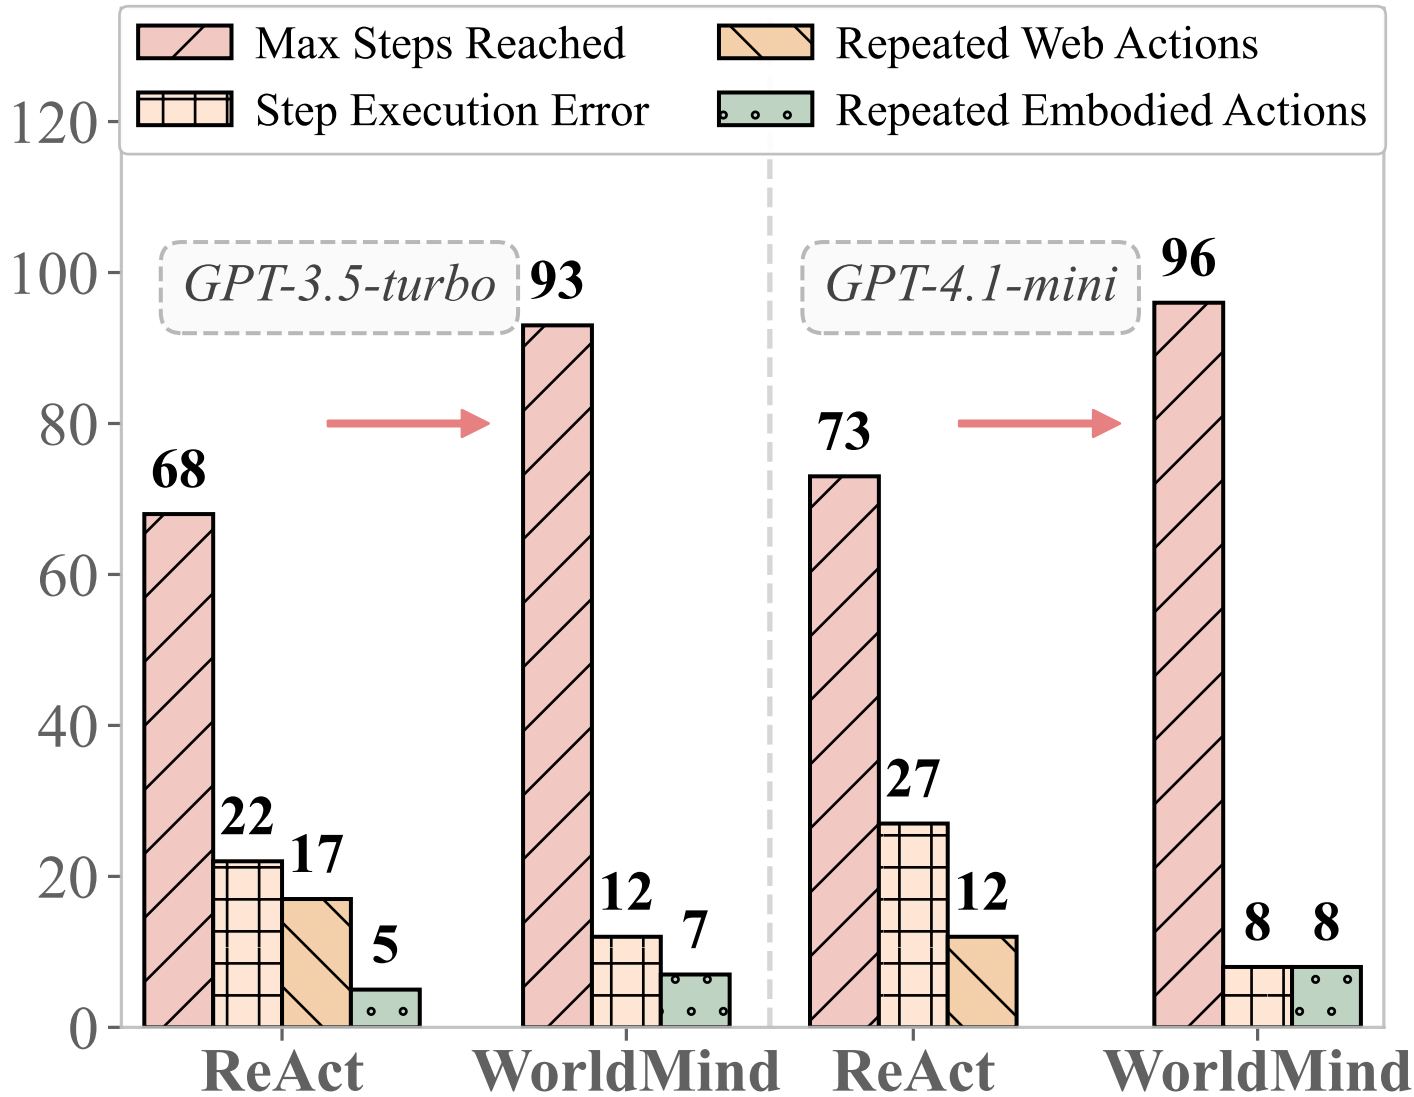 Max Steps Reached
Repeated Web Actions
Step Execution Error
Repeated Embodied Actions
120
100
80
60
40
20
0
GPT-3.5-turbo
GPT-4.1-mini
68
22
17
5
93
12
7
73
27
12
96
8
8
ReAct
WorldMind
ReAct
WorldMind